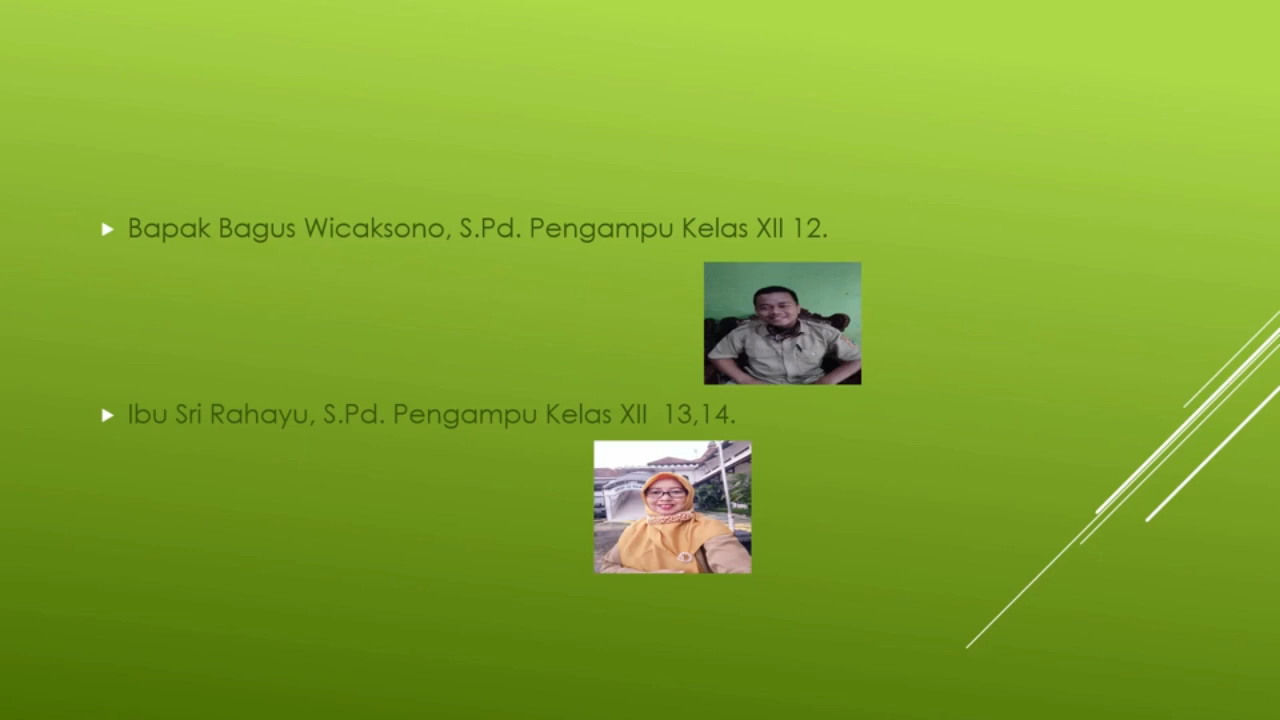 Bapak Bagus Wicaksono, S.Pd. Pengampu Kelas XII 12.
Ibu Sri Rahayu, S.Pd. Pengampu Kelas XII 13,14.